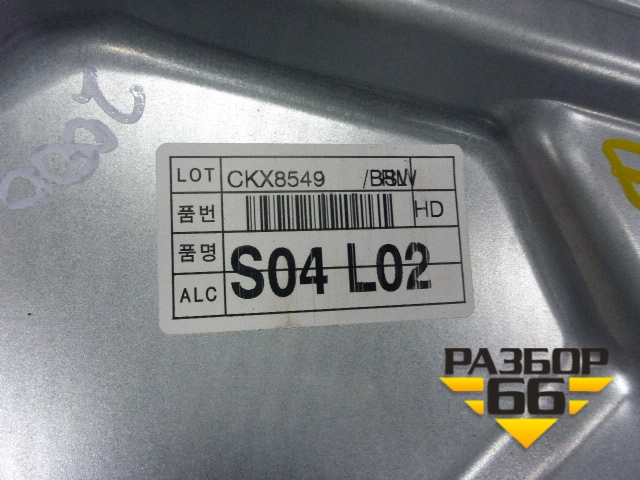 LOT CKX8549
품번 HD
품명 S04 L02
ALC
РАЗБОР
66